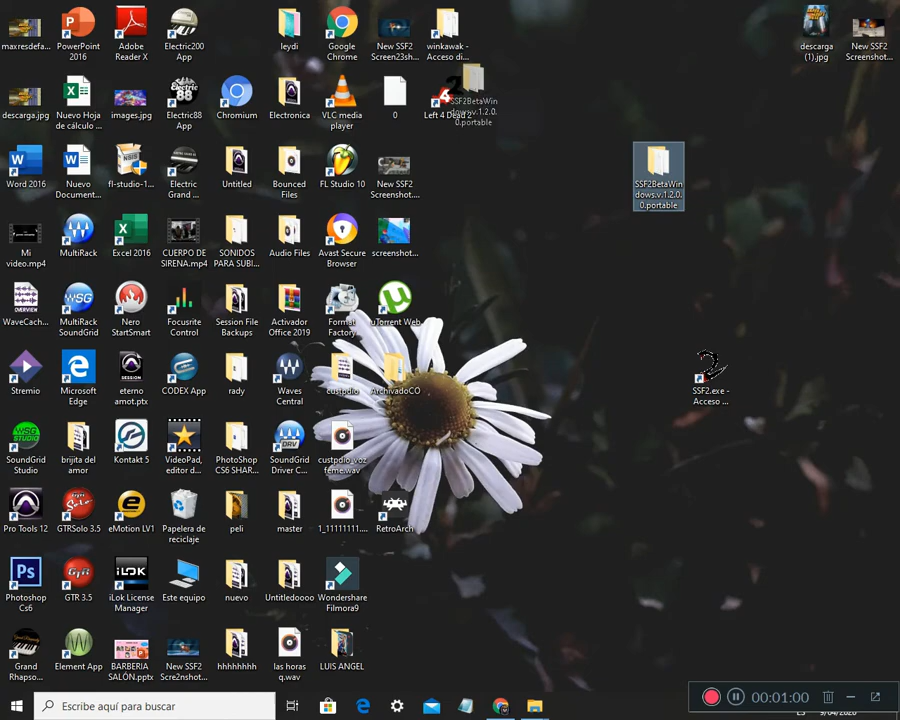 maxresdefa...
PowerPoint
2016
Adobe
Reader X
Electric200
App
leydi
Google
Chrome
New SSF2
Screen23sh...
winkawak -
Acceso di...
descarga
(1).jpg
New SSF2
Screenshot...
descarga.jpg
Nuevo Hoja
de cálculo ...
images.jpg
Electric88
App
Chromium
Electronica
VLC media
player
0
Left 4 Dead 2
SSF2BetaWin
dows.v.1.2.0.
0.portable
Word 2016
Nuevo
Document...
fl-studio-1...
Electric
Grand ...
Untitled
Bounced
Files
FL Studio 10
New SSF2
Screenshot....
SSF2BetaWin
dows.v.1.2.0.
0.portable
Mi
video.mp4
MultiRack
Excel 2016
CUERPO DE
SIRENA.mp4
SONIDOS
PARA SUBI...
Audio Files
Avast Secure
Browser
screenshot...
WaveCach...
MultiRack
SoundGrid
Nero
StartSmart
Focusrite
Control
Session File
Backups
Activador
Office 2019
Format
Factory
uTorrent Web
Stremio
Microsoft
Edge
eterno
amot.ptx
CODEX App
rady
Waves
Central
custpdio
ArchivadoCO
SSF2.exe -
Acceso ...
SoundGrid
Studio
brijita del
amor
Kontakt 5
VideoPad,
editor d...
PhotoShop
CS6 SHAR...
SoundGrid
Driver C...
custpdio_voz
feme.wav
Pro Tools 12
GTRSolo 3.5
eMotion LV1
Papelera de
reciclaje
peli
master
1_11111111....
RetroArch
Photoshop
Cs6
GTR 3.5
iLok License
Manager
Este equipo
nuevo
Untitledoooo
Wondershare
Filmora9
Grand
Rhapso...
Element App
BARBERIA
SALÓN.pptx
New SSF2
Scre2nshot...
hhhhhhhh
las horas
q.wav
LUIS ANGEL
Escribe aquí para buscar
00:01:00